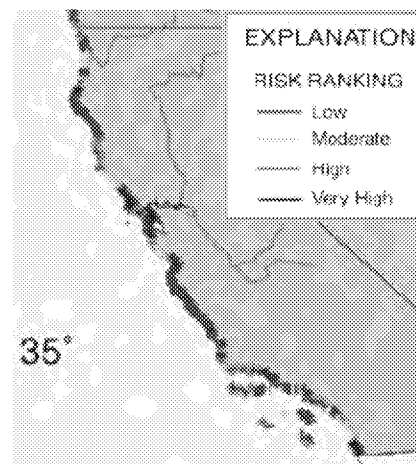 EXPLANATION
RISK RANKING
Low
Moderate
High
Very High
35°